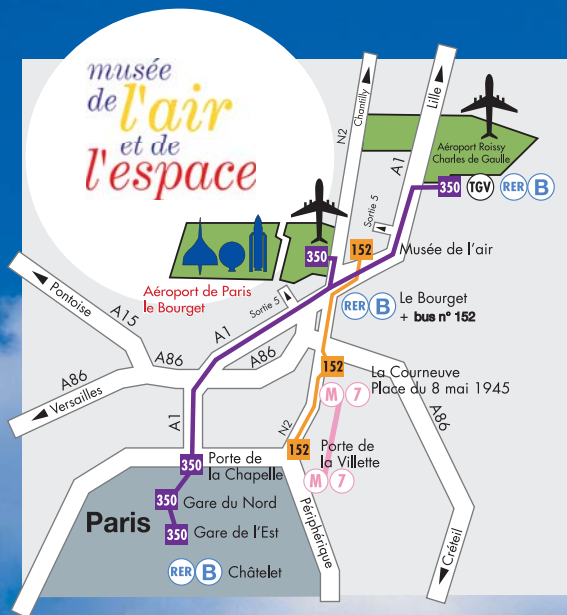 musée
de l'air
et de
l'espace
N2
Chantilly
Lille
A1
Aéroport Roissy
Charles de Gaulle
350 TGV RER B
Sortie 5
350
152
Musée de l'air
Aéroport de Paris
le Bourget
Sortie 5
RER B
Le Bourget
+ bus n° 152
Pontoise
A15
A1
A86
A86
Versailles
152
La Courneuve
Place du 8 mai 1945
M 7
A86
A1
N2
152
Porte de
la Villette
M 7
350
Porte de
la Chapelle
350
Gare du Nord
Paris
350
Gare de l'Est
RER B Châtelet
Périphérique
Créteil